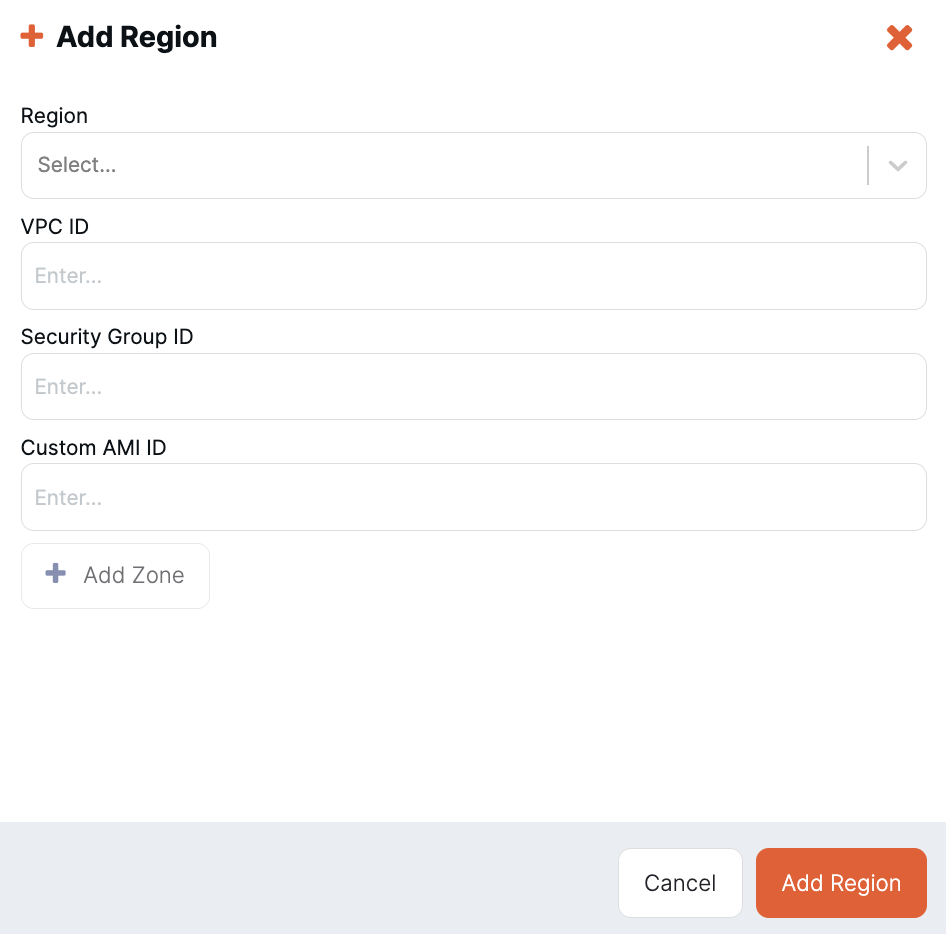 Add Region
Region
Select...
VPC ID
Enter...
Security Group ID
Enter...
Custom AMI ID
Enter...
Add Zone
Cancel
Add Region